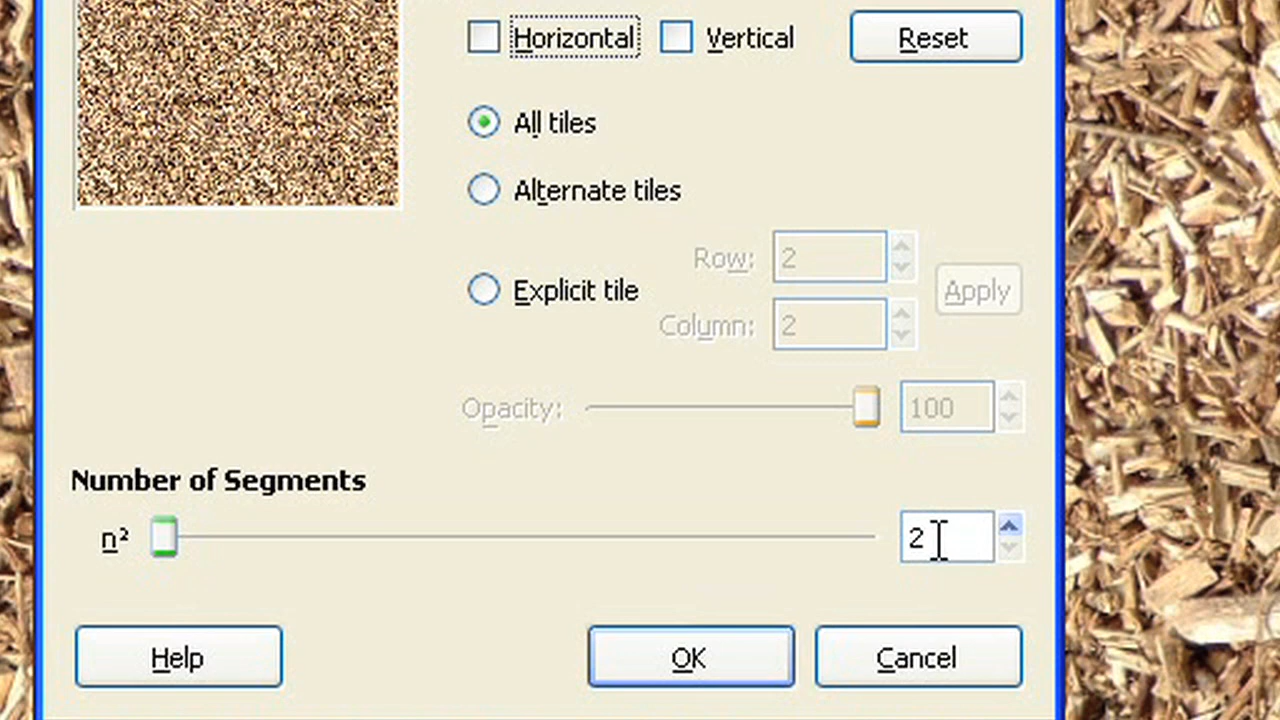 Horizontal Vertical Reset
All tiles
Alternate tiles
Row: 2
Explicit tile Apply
Column: 2
Opacity: 100
Number of Segments
n² 2
Help OK Cancel